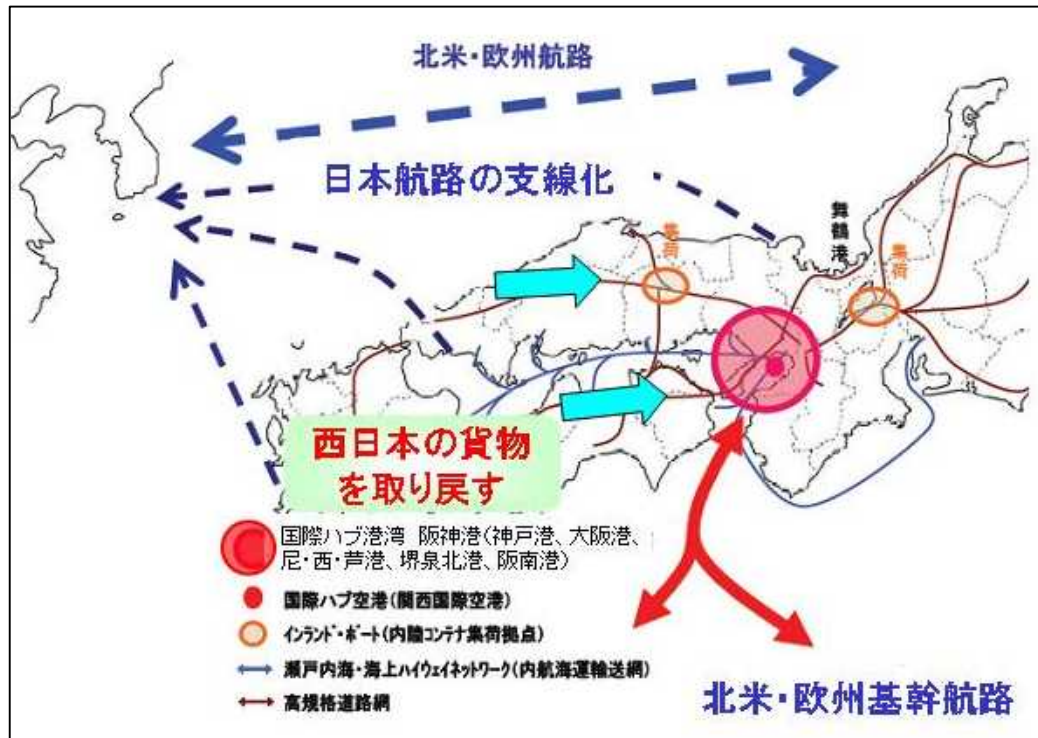 北米・欧州航路
日本航路の支線化
舞鶴港
集荷
集荷
西日本の貨物
を取り戻す
国際ハブ港湾 阪神港(神戸港、大阪港、
尼・西・芦港、堺泉北港、阪南港)
国際ハブ空港(関西国際空港)
インランド・ポート(内陸コンテナ集荷拠点)
瀬戸内海・海上ハイウェイネットワーク(内航海運輸送網)
高規格道路網
北米・欧州基幹航路